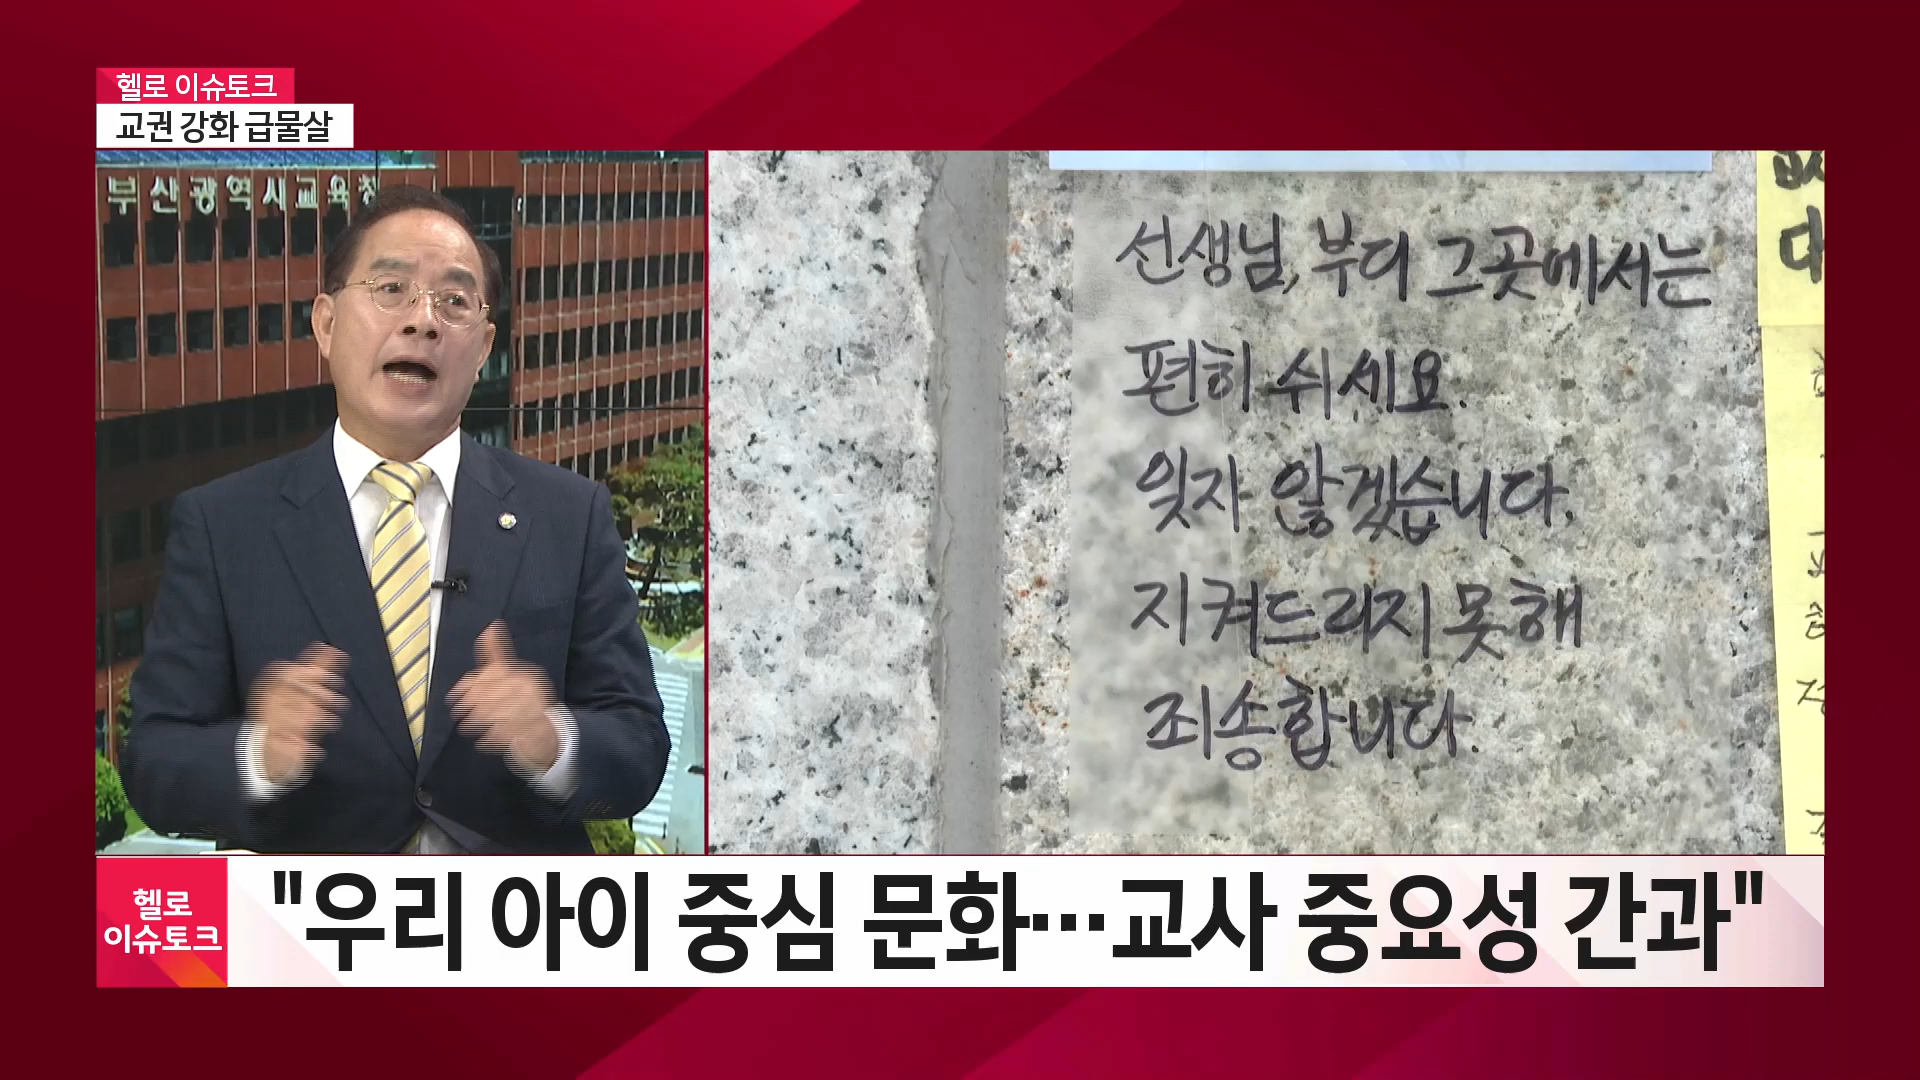 헬로 이슈토크
교권 강화 급물살
부산광역시교육청
선생님, 부디 그곳에서는
편히 쉬세요.
잊지 않겠습니다.
지켜드리지 못해
죄송합니다.
헬로
이슈토크
"우리 아이 중심 문화…교사 중요성 간과"